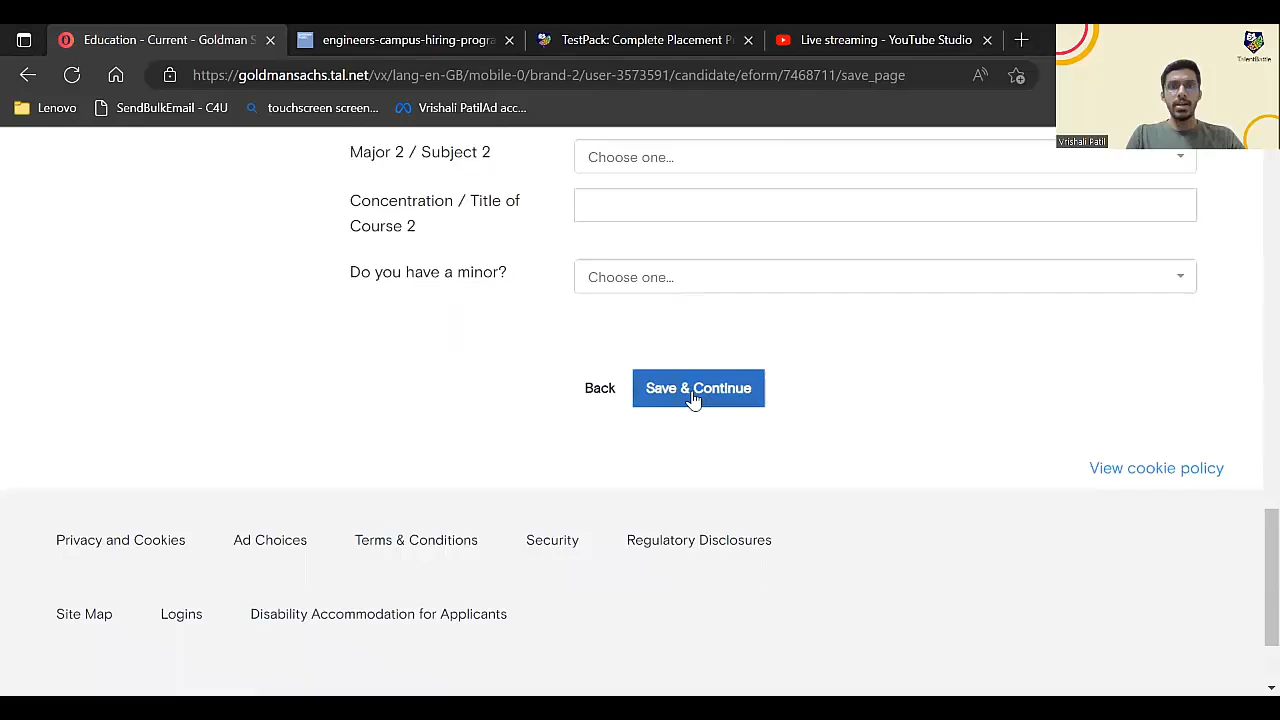 Education - Current - Goldman S
engineers-campus-hiring-progra
TestPack: Complete Placement P
Live streaming - YouTube Studio
https://goldmansachs.tal.net/vx/lang-en-GB/mobile-0/brand-2/user-3573591/candidate/eform/7468711/save_page
TalentBattle
Lenovo
SendBulkEmail - C4U
touchscreen screen...
Vrishali PatilAd acc...
Vrishali Patil
Major 2 / Subject 2
Choose one...
Concentration / Title of
Course 2
Do you have a minor?
Choose one...
Back
Save & Continue
View cookie policy
Privacy and Cookies
Ad Choices
Terms & Conditions
Security
Regulatory Disclosures
Site Map
Logins
Disability Accommodation for Applicants